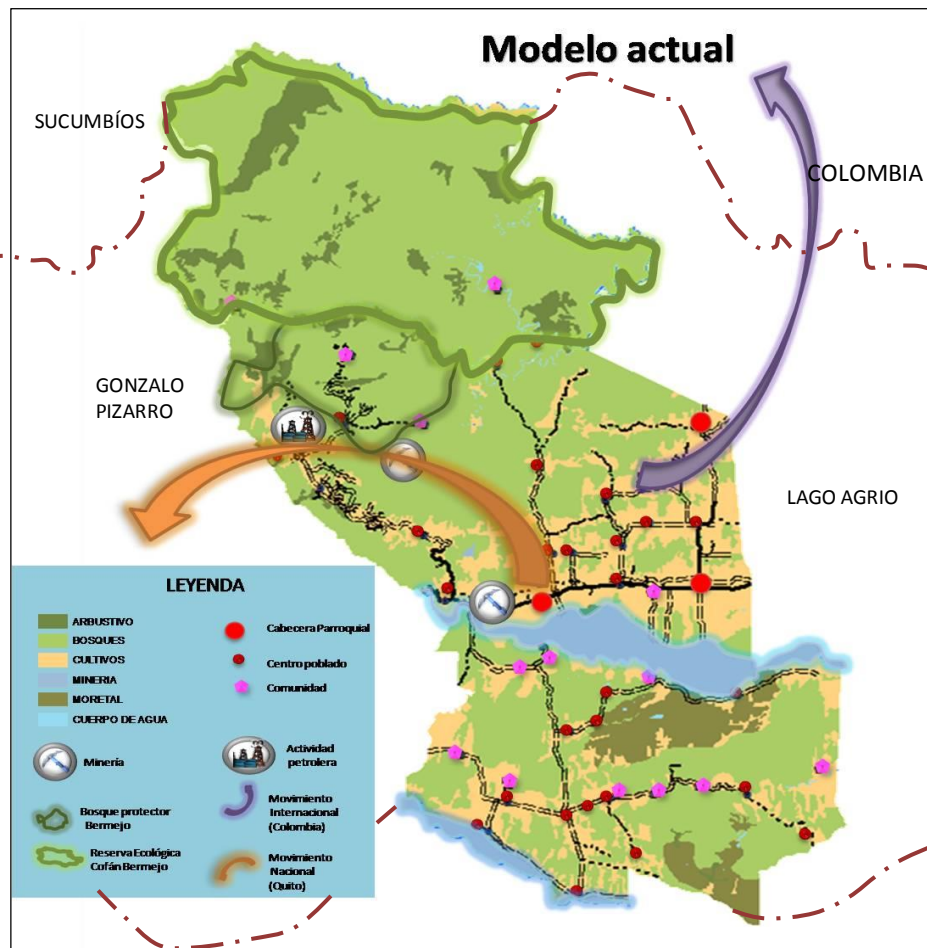 Modelo actual
SUCUMBÍOS
COLOMBIA
GONZALO
PIZARRO
LAGO AGRIO
LEYENDA
ARBUSTIVO
BOSQUES
CULTIVOS
MINERIA
MORETAL
CUERPO DE AGUA
Cabecera Parroquial
Centro poblado
Comunidad
Minería
Actividad
petrolera
Bosque protector
Bermejo
Movimiento
Internacional
(Colombia)
Reserva Ecológica
Cofán Bermejo
Movimiento
Nacional
(Quito)